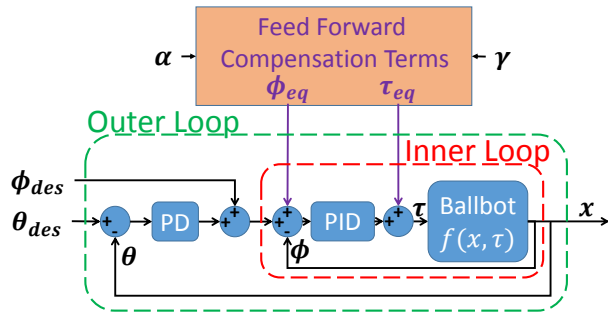 Feed Forward
Compensation Terms
α
γ
ϕeq
τeq
Outer Loop
Inner Loop
ϕdes
θdes
+
-
θ
PD
+
+
+
+
-
ϕ
PID
+
+
τ
Ballbot
f(x, τ)
x